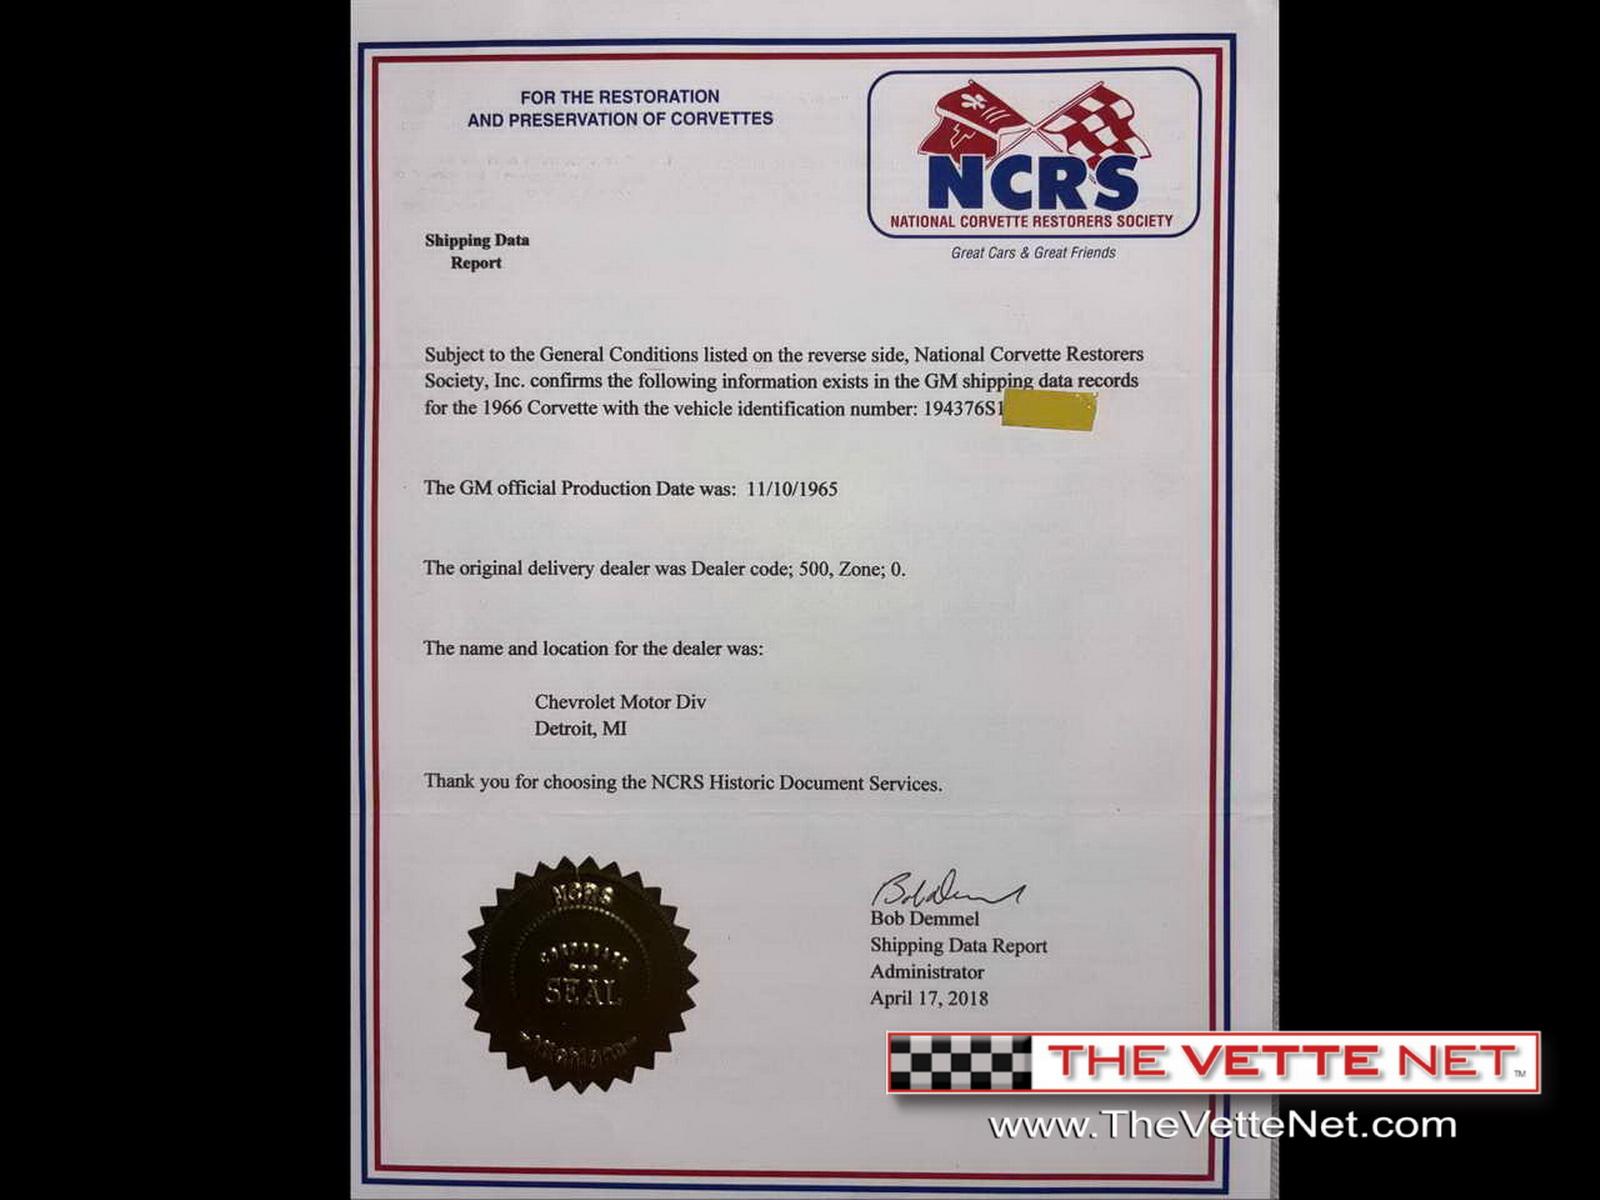 FOR THE RESTORATION
AND PRESERVATION OF CORVETTES
NCRS
NATIONAL CORVETTE RESTORERS SOCIETY
Great Cars & Great Friends
Shipping Data
Report
Subject to the General Conditions listed on the reverse side, National Corvette Restorers
Society, Inc. confirms the following information exists in the GM shipping data records
for the 1966 Corvette with the vehicle identification number: 194376S1
The GM official Production Date was: 11/10/1965
The original delivery dealer was Dealer code; 500, Zone; 0.
The name and location for the dealer was:
Chevrolet Motor Div
Detroit, MI
Thank you for choosing the NCRS Historic Document Services.
NCRS
CORPORATE
SEAL
Bob Demmel
Bob Demmel
Shipping Data Report
Administrator
April 17, 2018
THE VETTE NET TM
www.TheVetteNet.com